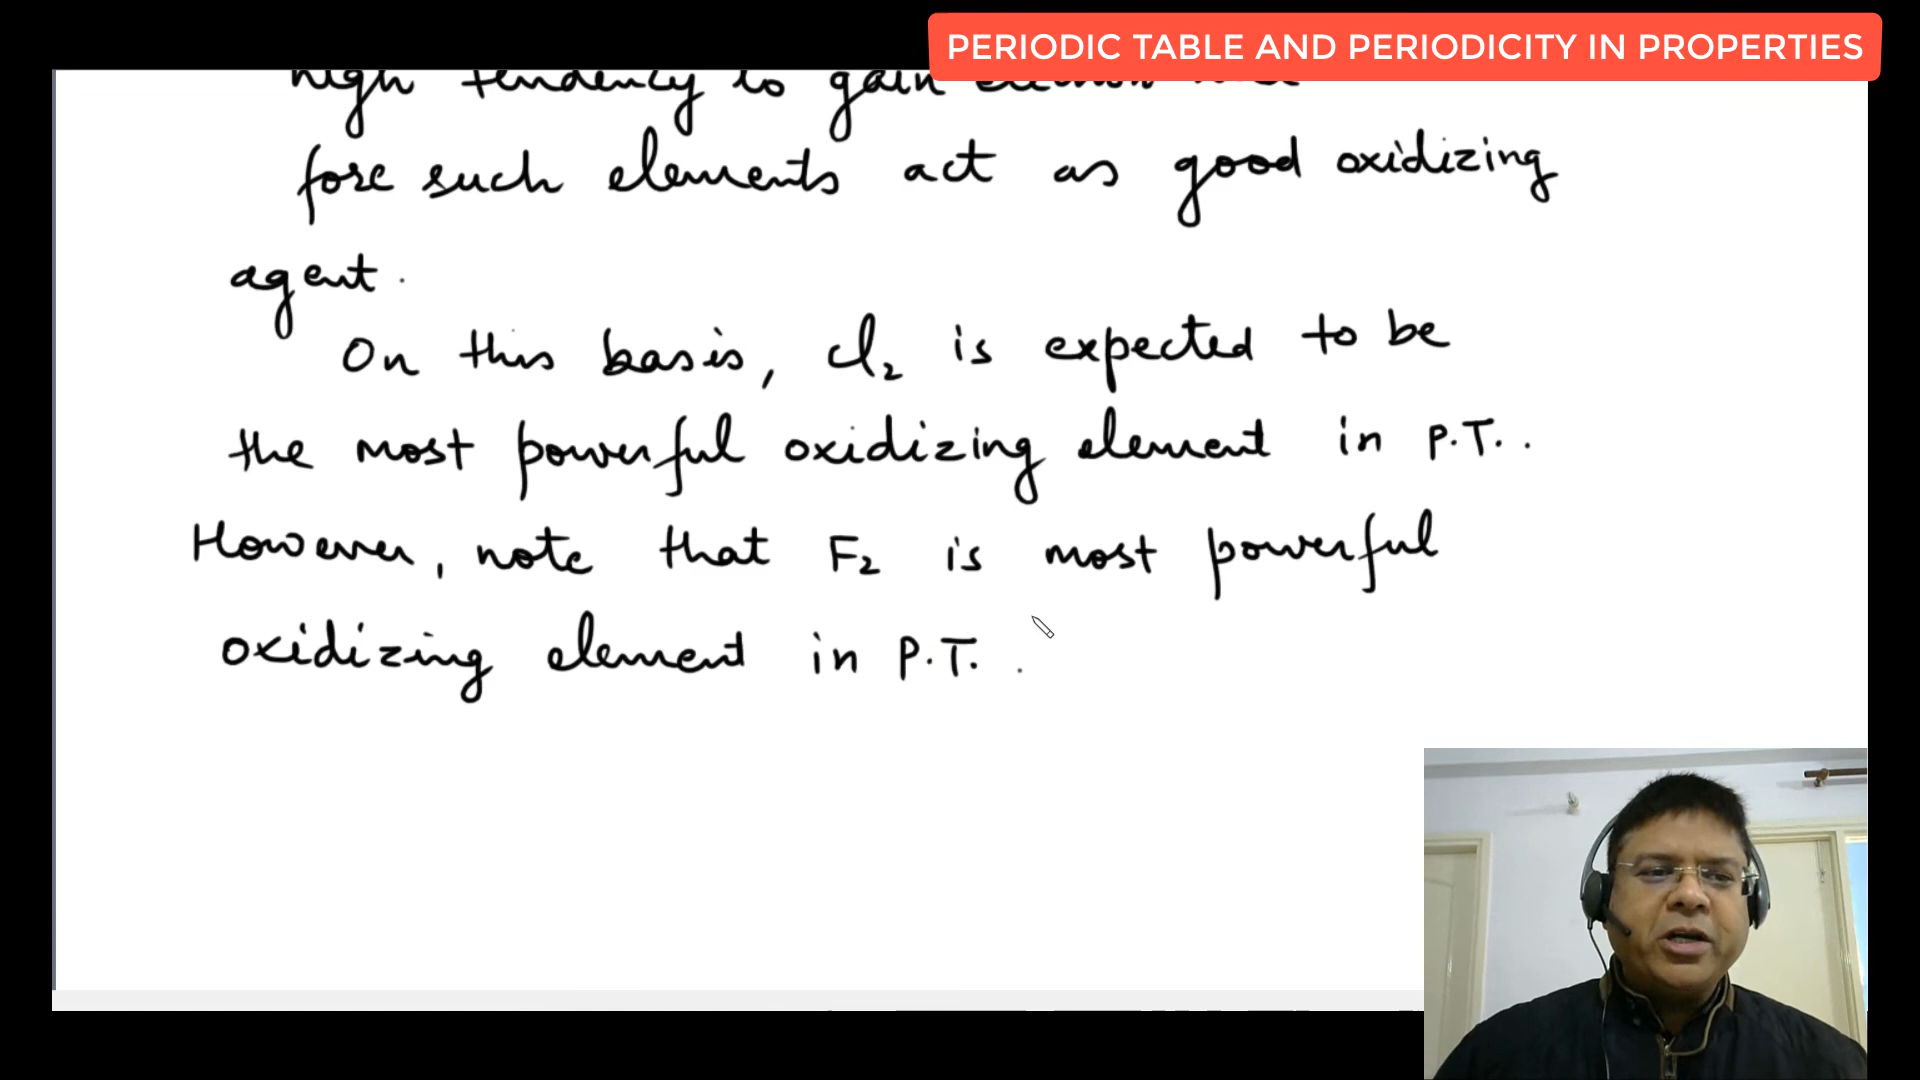 PERIODIC TABLE AND PERIODICITY IN PROPERTIES
high tendency to gain
fore such elements act as good oxidizing
agent.
On this basis, Cl₂ is expected to be
the most powerful oxidizing element in P.T..
However, note that F₂ is most powerful
oxidizing element in P.T. .